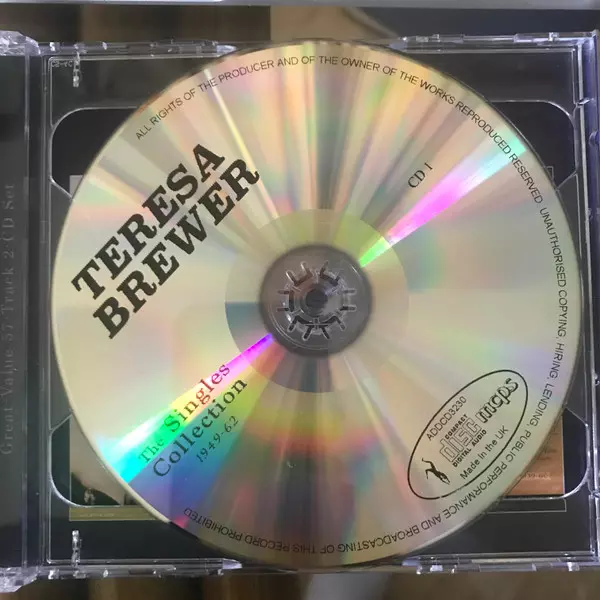 ALL RIGHTS OF THE PRODUCER AND OF THE OWNER OF THE WORKS REPRODUCED RESERVED. UNAUTHORISED COPYING, HIRING, LENDING, PUBLIC PERFORMANCE AND BROADCASTING OF THIS RECORD PROHIBITED
TERESA
BREWER
CD 1
The Singles
Collection
1949-62
ADDCD3230
COMPACT
disc
DIGITAL AUDIO
mcps
Made in the UK
Great Value 57 Track 2-CD Set